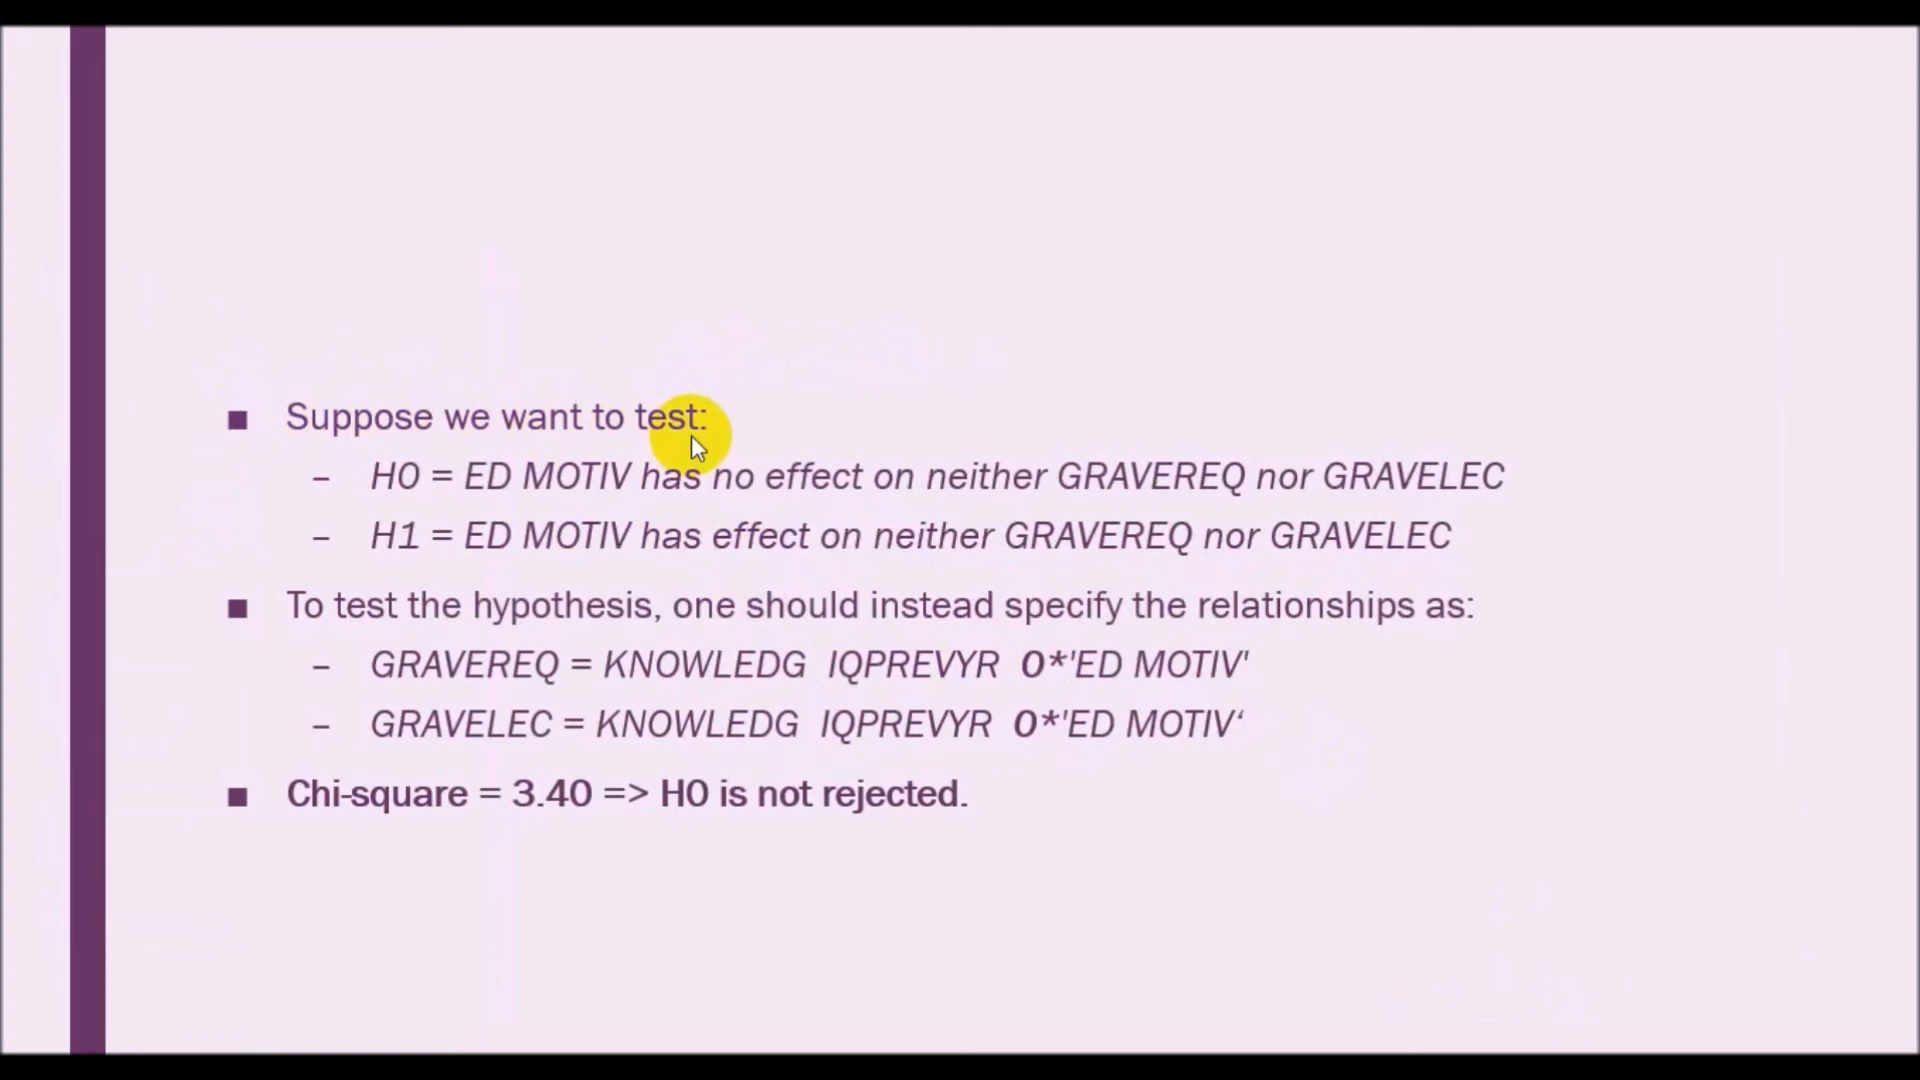 ■ Suppose we want to test:
– H0 = ED MOTIV has no effect on neither GRAVEREQ nor GRAVELEC
– H1 = ED MOTIV has effect on neither GRAVEREQ nor GRAVELEC
■ To test the hypothesis, one should instead specify the relationships as:
– GRAVEREQ = KNOWLEDG IQPREVYR 0*'ED MOTIV'
– GRAVELEC = KNOWLEDG IQPREVYR 0*'ED MOTIV‘
■ Chi-square = 3.40 => H0 is not rejected.